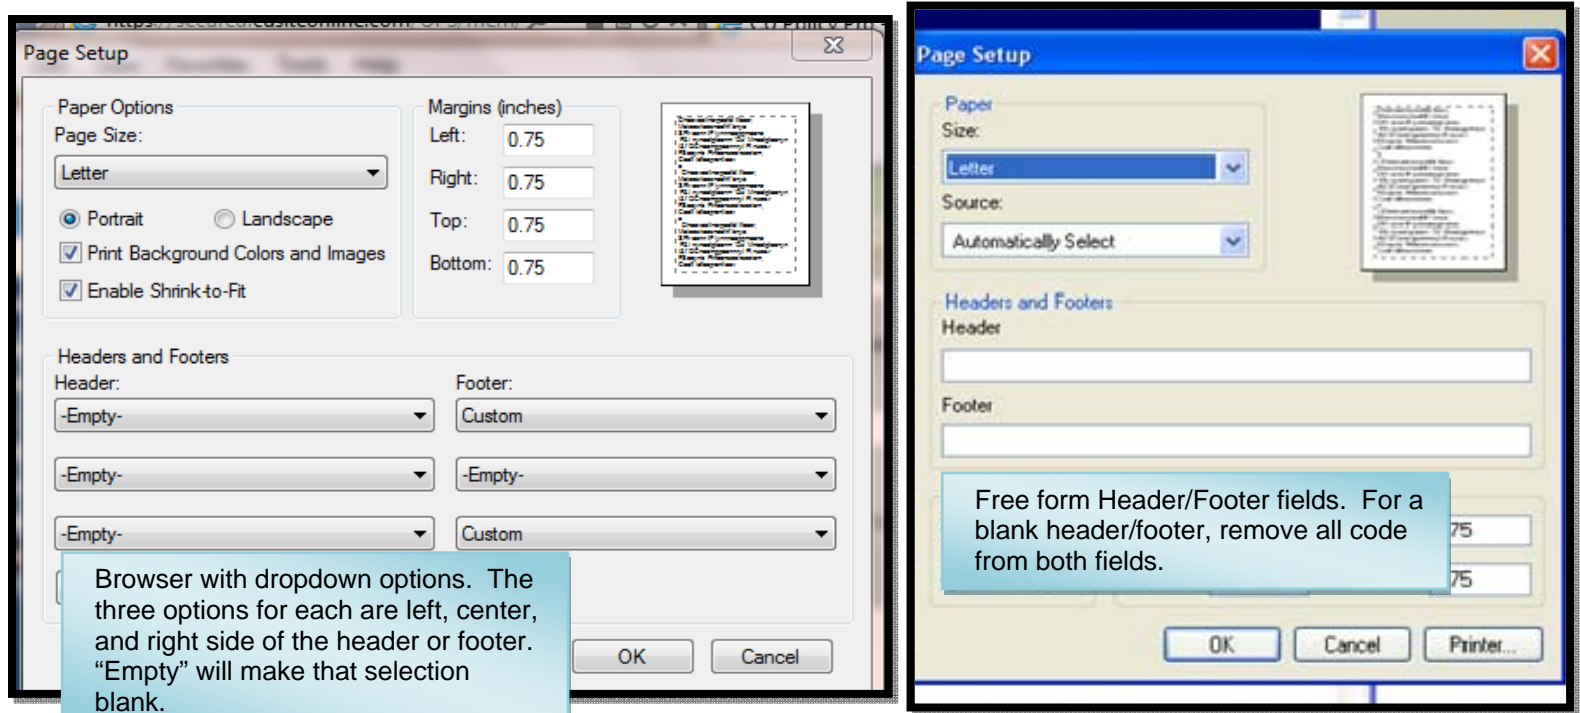 Page Setup
Paper Options
Page Size:
Letter
Portrait
Landscape
Print Background Colors and Images
Enable Shrink-to-Fit
Margins (inches)
Left: 0.75
Right: 0.75
Top: 0.75
Bottom: 0.75
Headers and Footers
Header:
Footer:
-Empty-
Custom
-Empty-
-Empty-
-Empty-
Custom
Browser with dropdown options. The
three options for each are left, center,
and right side of the header or footer.
“Empty” will make that selection
blank.
OK
Cancel
Page Setup
Paper
Size:
Letter
Source:
Automatically Select
Headers and Footers
Header
Footer
Free form Header/Footer fields. For a
blank header/footer, remove all code
from both fields.
75
75
OK
Cancel
Printer...